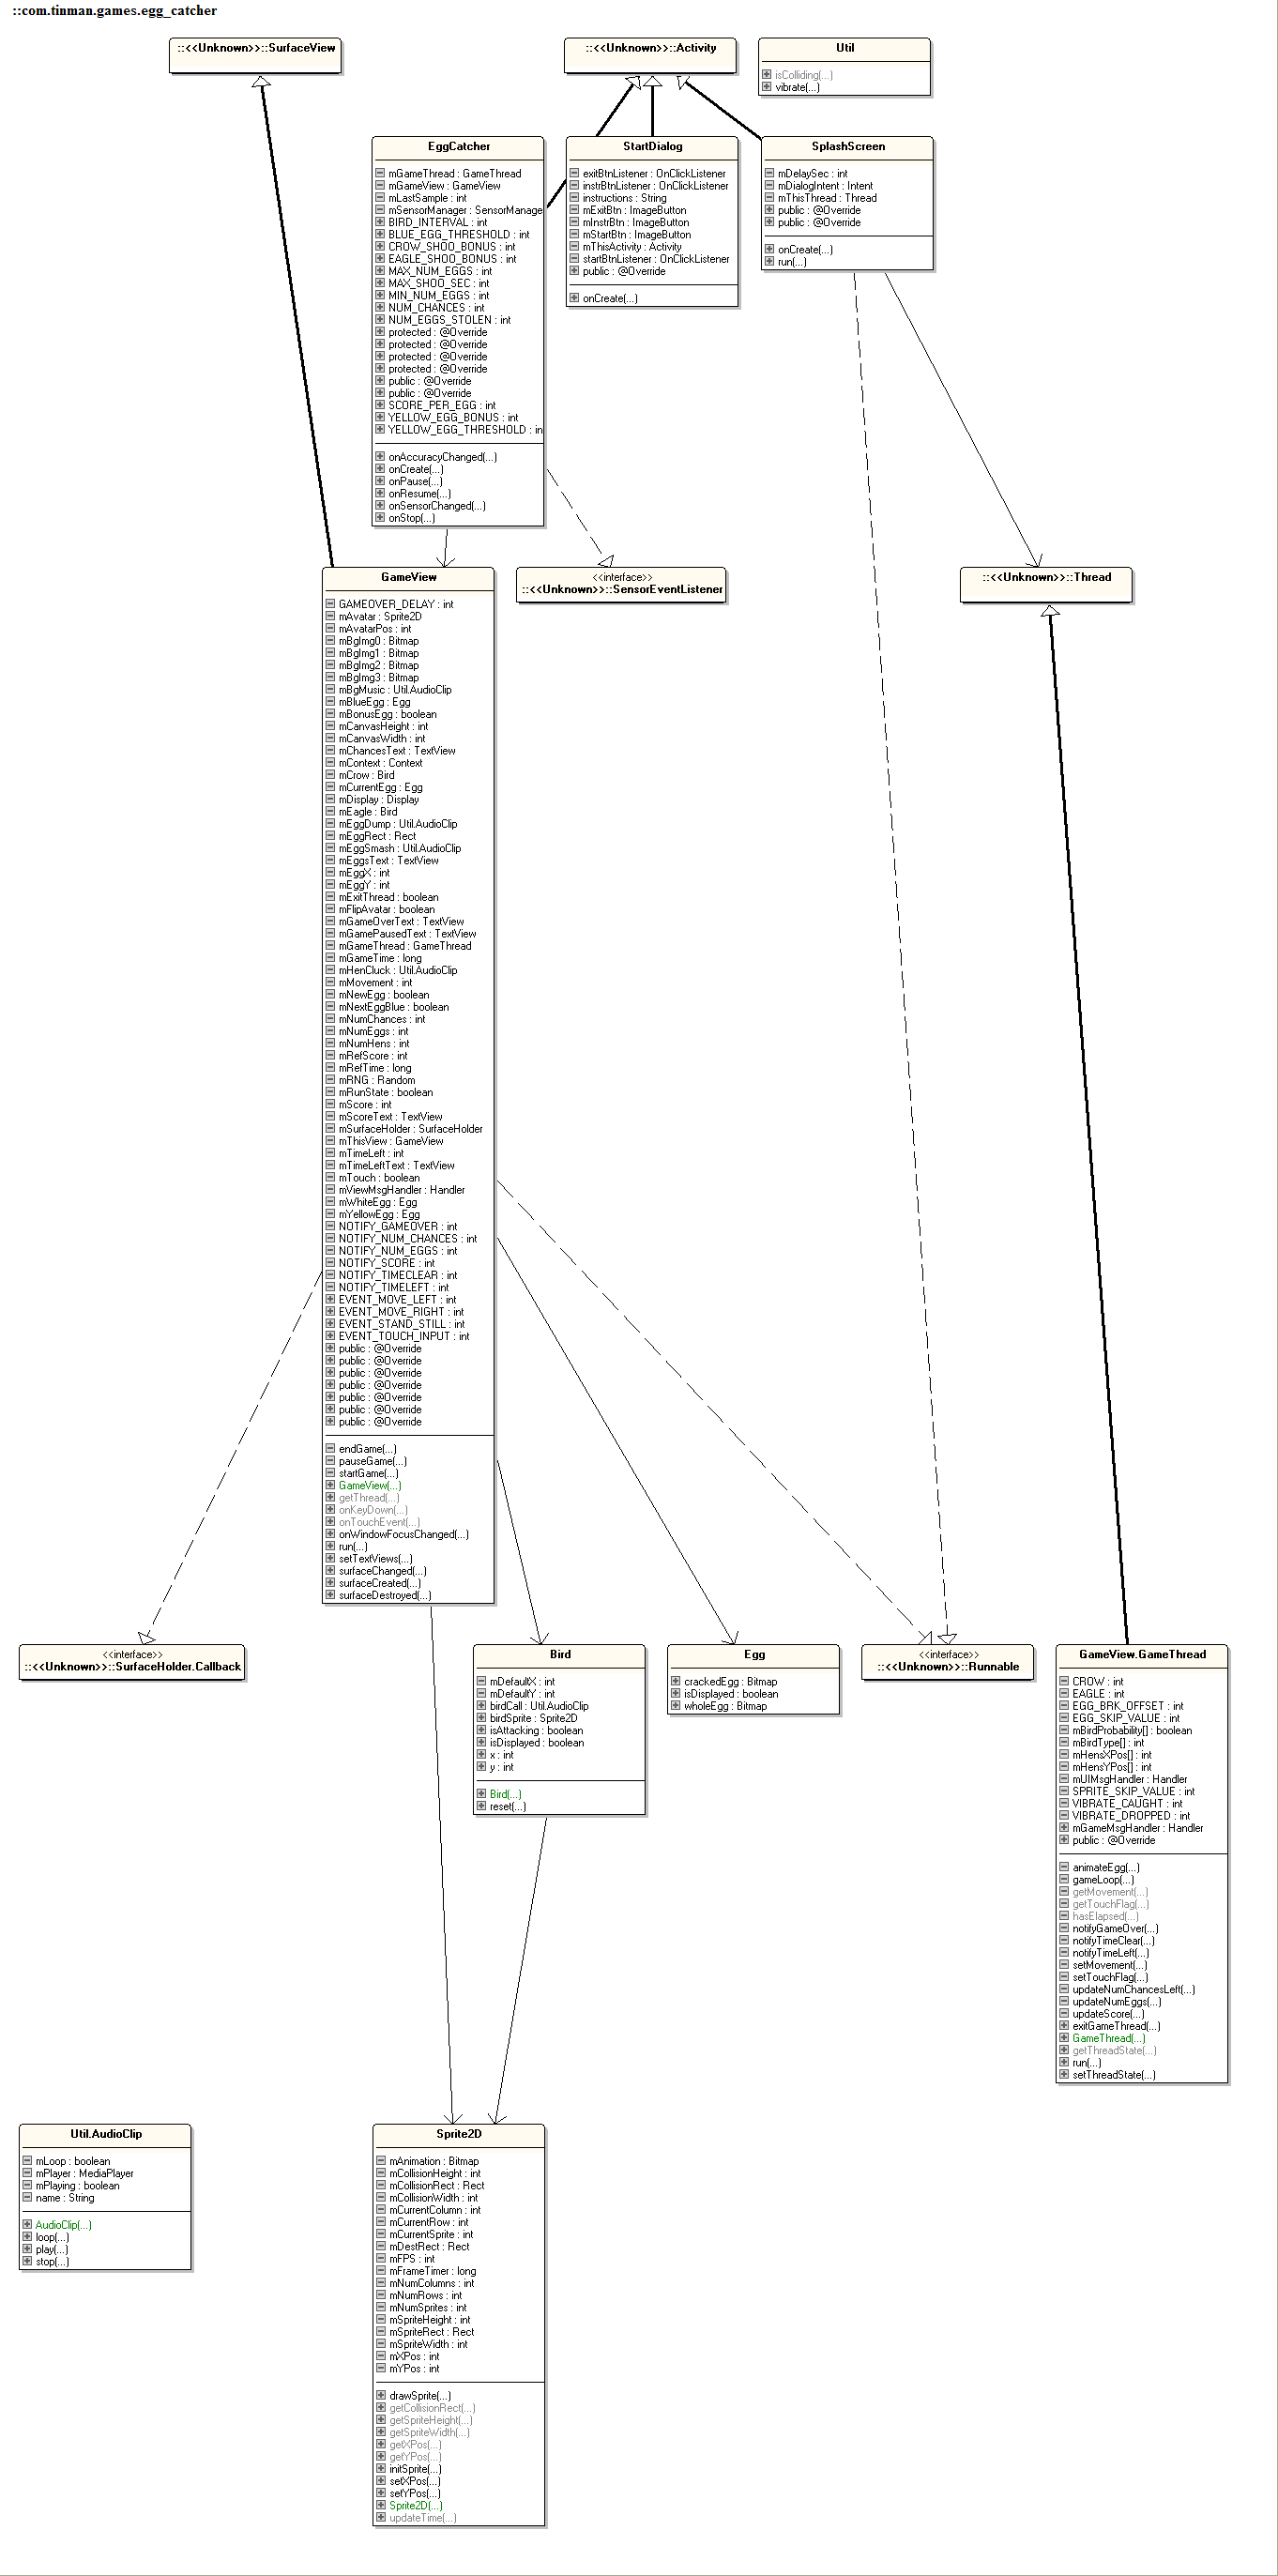 ::com.tinman.games.egg_catcher
::<<Unknown>>::SurfaceView
::<<Unknown>>::Activity
Util
isColliding(...)
vibrate(...)
EggCatcher
mGameThread : GameThread
mGameView : GameView
mLastSample : int
mSensorManager : SensorManage
BIRD_INTERVAL : int
BLUE_EGG_THRESHOLD : int
CROW_SHOO_BONUS : int
EAGLE_SHOO_BONUS : int
MAX_NUM_EGGS : int
MAX_SHOO_SEC : int
MIN_NUM_EGGS : int
NUM_CHANCES : int
NUM_EGGS_STOLEN : int
protected : @Override
protected : @Override
protected : @Override
protected : @Override
public : @Override
public : @Override
SCORE_PER_EGG : int
YELLOW_EGG_BONUS : int
YELLOW_EGG_THRESHOLD : in
onAccuracyChanged(...)
onCreate(...)
onPause(...)
onResume(...)
onSensorChanged(...)
onStop(...)
StartDialog
exitBtnListener : OnClickListener
instrBtnListener : OnClickListener
instructions : String
mExitBtn : ImageButton
mInstrBtn : ImageButton
mStartBtn : ImageButton
mThisActivity : Activity
startBtnListener : OnClickListener
public : @Override
onCreate(...)
SplashScreen
mDelaySec : int
mDialogIntent : Intent
mThisThread : Thread
public : @Override
public : @Override
onCreate(...)
run(...)
GameView
GAMEOVER_DELAY : int
mAvatar : Sprite2D
mAvatarPos : int
mBgImg0 : Bitmap
mBgImg1 : Bitmap
mBgImg2 : Bitmap
mBgImg3 : Bitmap
mBgMusic : Util.AudioClip
mBlueEgg : Egg
mBonusEgg : boolean
mCanvasHeight : int
mCanvasWidth : int
mChancesText : TextView
mContext : Context
mCrow : Bird
mCurrentEgg : Egg
mDisplay : Display
mEagle : Bird
mEggDump : Util.AudioClip
mEggRect : Rect
mEggSmash : Util.AudioClip
mEggsText : TextView
mEggX : int
mEggY : int
mExitThread : boolean
mFlipAvatar : boolean
mGameOverText : TextView
mGamePausedText : TextView
mGameThread : GameThread
mGameTime : long
mHenCluck : Util.AudioClip
mMovement : int
mNewEgg : boolean
mNextEggBlue : boolean
mNumChances : int
mNumEggs : int
mNumHens : int
mRefScore : int
mRefTime : long
mRNG : Random
mRunState : boolean
mScore : int
mScoreText : TextView
mSurfaceHolder : SurfaceHolder
mThisView : GameView
mTimeLeft : int
mTimeLeftText : TextView
mTouch : boolean
mViewMsgHandler : Handler
mWhiteEgg : Egg
mYellowEgg : Egg
NOTIFY_GAMEOVER : int
NOTIFY_NUM_CHANCES : int
NOTIFY_NUM_EGGS : int
NOTIFY_SCORE : int
NOTIFY_TIMECLEAR : int
NOTIFY_TIMELEFT : int
EVENT_MOVE_LEFT : int
EVENT_MOVE_RIGHT : int
EVENT_STAND_STILL : int
EVENT_TOUCH_INPUT : int
public : @Override
public : @Override
public : @Override
public : @Override
public : @Override
public : @Override
public : @Override
endGame(...)
pauseGame(...)
startGame(...)
GameView(...)
getThread(...)
onKeyDown(...)
onTouchEvent(...)
onWindowFocusChanged(...)
run(...)
setTextViews(...)
surfaceChanged(...)
surfaceCreated(...)
surfaceDestroyed(...)
<<interface>>
::<<Unknown>>::SensorEventListener
::<<Unknown>>::Thread
<<interface>>
::<<Unknown>>::SurfaceHolder.Callback
Bird
mDefaultX : int
mDefaultY : int
birdCall : Util.AudioClip
birdSprite : Sprite2D
isAttacking : boolean
isDisplayed : boolean
x : int
y : int
Bird(...)
reset(...)
Egg
crackedEgg : Bitmap
isDisplayed : boolean
wholeEgg : Bitmap
<<interface>>
::<<Unknown>>::Runnable
GameView.GameThread
CROW : int
EAGLE : int
EGG_BRK_OFFSET : int
EGG_SKIP_VALUE : int
mBirdProbability[] : boolean
mBirdType[] : int
mHensXPos[] : int
mHensYPos[] : int
mUIMsgHandler : Handler
SPRITE_SKIP_VALUE : int
VIBRATE_CAUGHT : int
VIBRATE_DROPPED : int
mGameMsgHandler : Handler
public : @Override
animateEgg(...)
gameLoop(...)
getMovement(...)
getTouchFlag(...)
hasElapsed(...)
notifyGameOver(...)
notifyTimeClear(...)
notifyTimeLeft(...)
setMovement(...)
setTouchFlag(...)
updateNumChancesLeft(...)
updateNumEggs(...)
updateScore(...)
exitGameThread(...)
GameThread(...)
getThreadState(...)
run(...)
setThreadState(...)
Util.AudioClip
mLoop : boolean
mPlayer : MediaPlayer
mPlaying : boolean
name : String
AudioClip(...)
loop(...)
play(...)
stop(...)
Sprite2D
mAnimation : Bitmap
mCollisionHeight : int
mCollisionRect : Rect
mCollisionWidth : int
mCurrentColumn : int
mCurrentRow : int
mCurrentSprite : int
mDestRect : Rect
mFPS : int
mFrameTimer : long
mNumColumns : int
mNumRows : int
mNumSprites : int
mSpriteHeight : int
mSpriteRect : Rect
mSpriteWidth : int
mXPos : int
mYPos : int
drawSprite(...)
getCollisionRect(...)
getSpriteHeight(...)
getSpriteWidth(...)
getXPos(...)
getYPos(...)
initSprite(...)
setXPos(...)
setYPos(...)
Sprite2D(...)
updateTime(...)